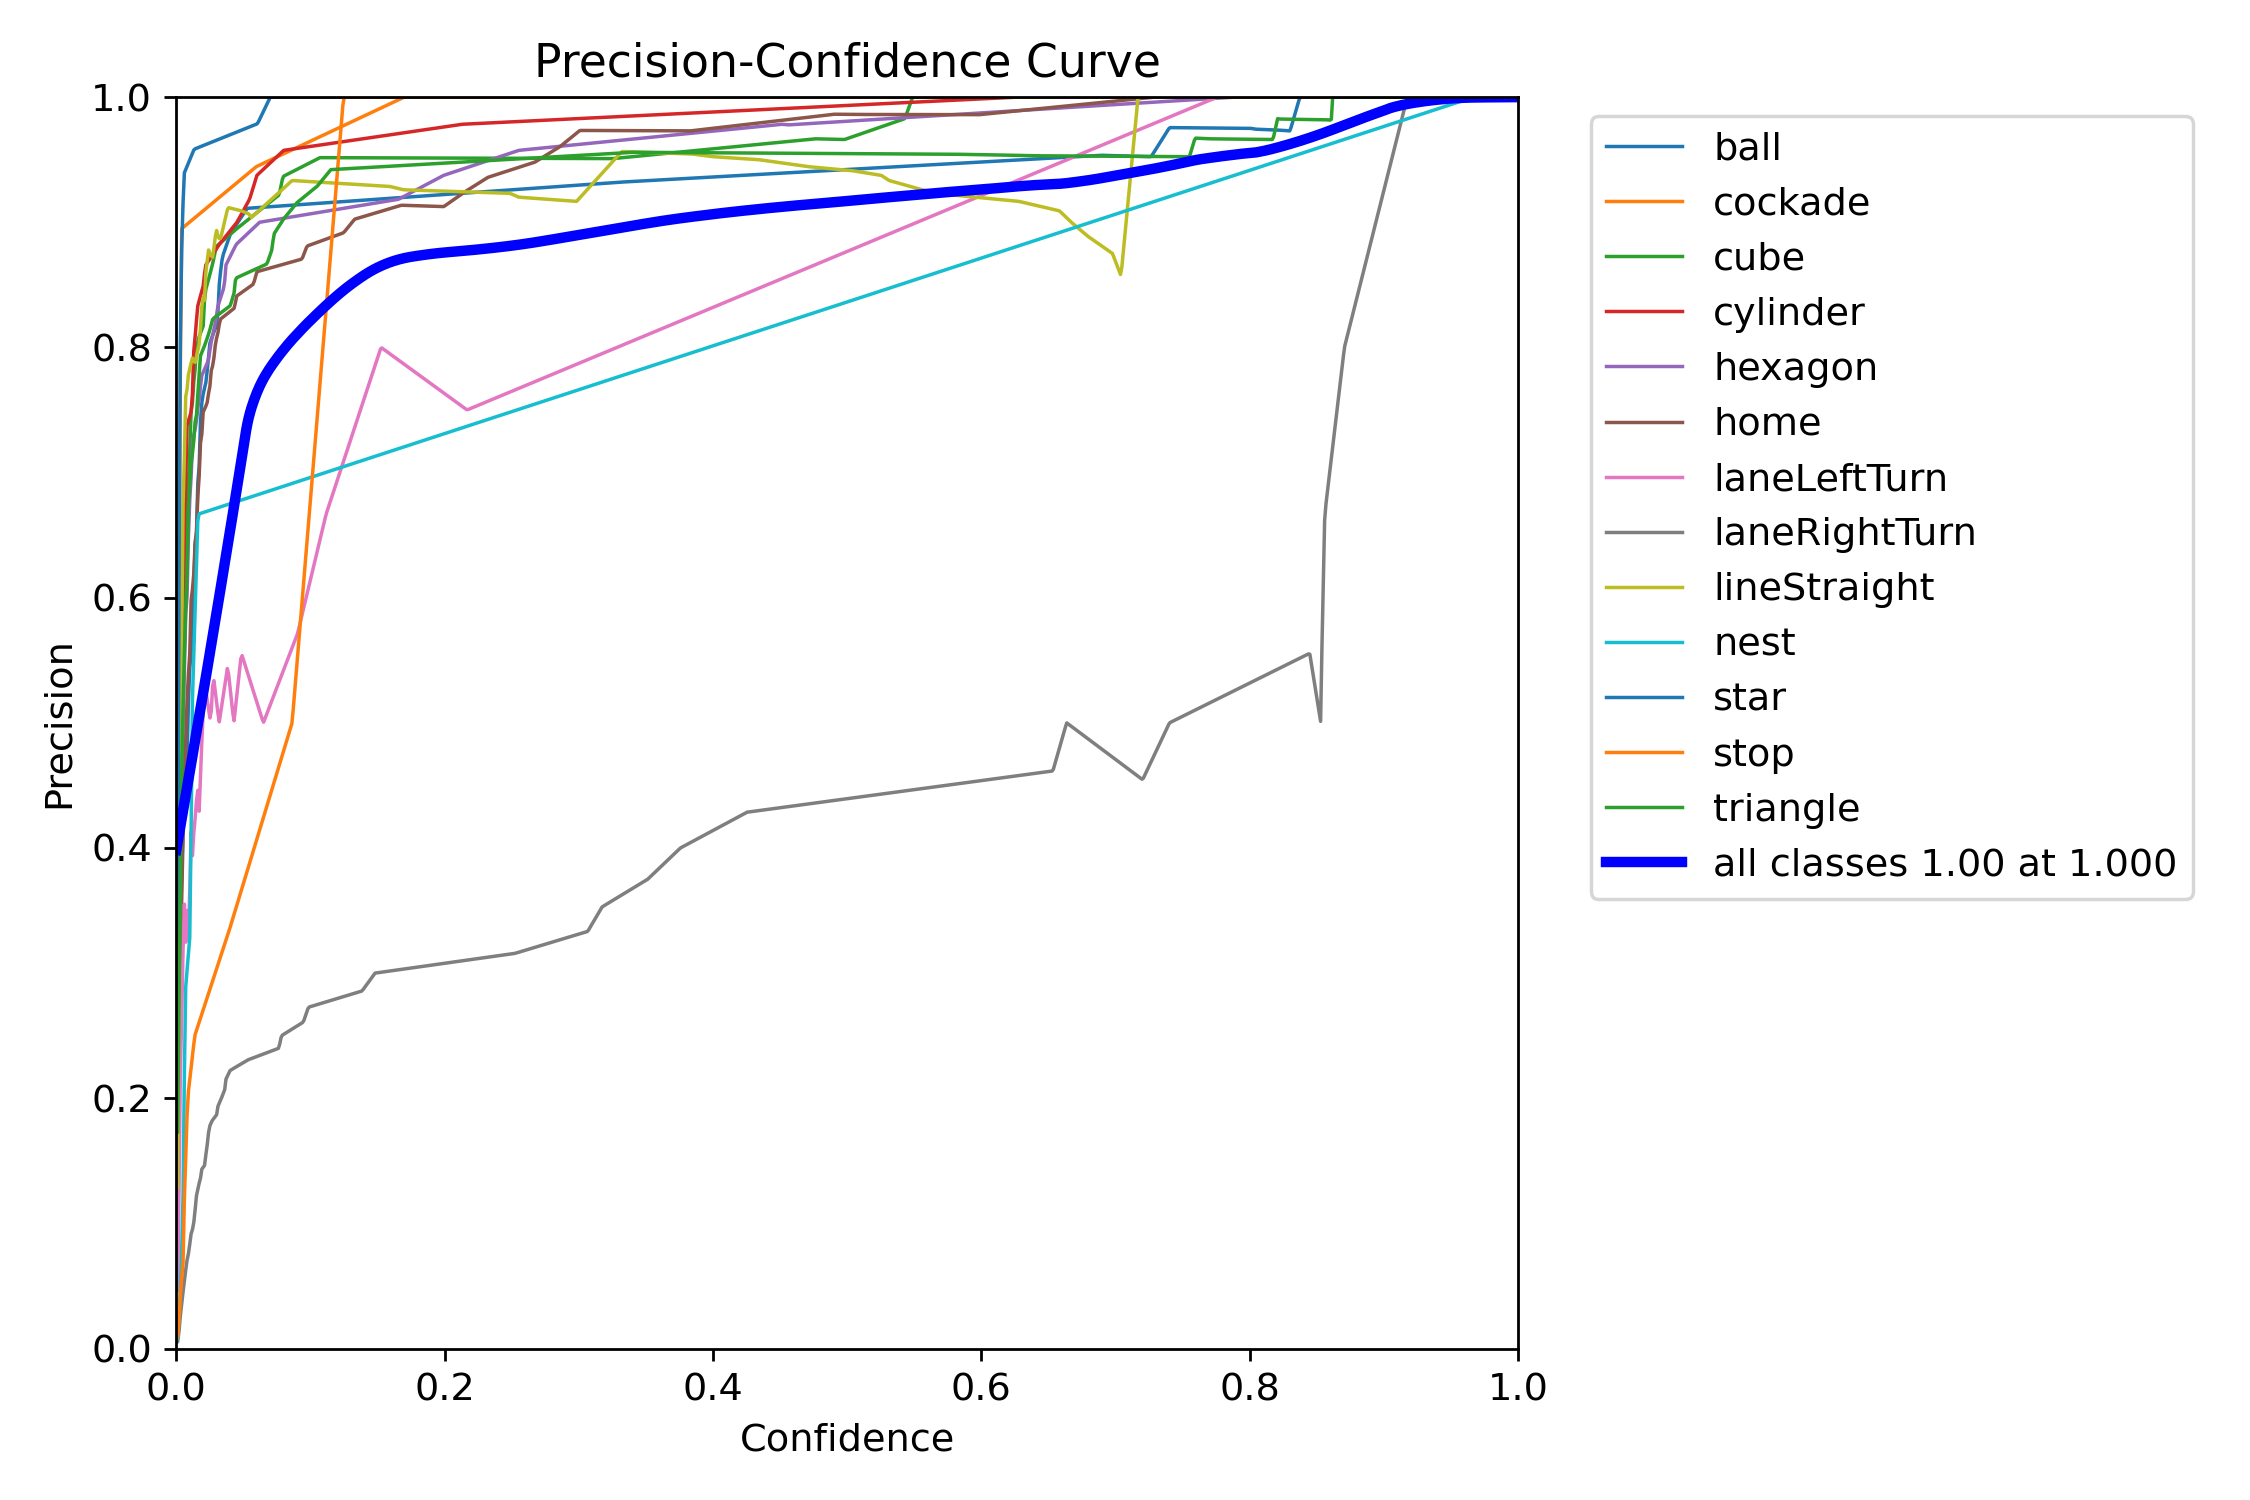 Precision-Confidence Curve
1.0
0.8
0.6
0.4
0.2
0.0
Precision
0.0 0.2 0.4 0.6 0.8 1.0
Confidence
ball
cockade
cube
cylinder
hexagon
home
laneLeftTurn
laneRightTurn
lineStraight
nest
star
stop
triangle
all classes 1.00 at 1.000